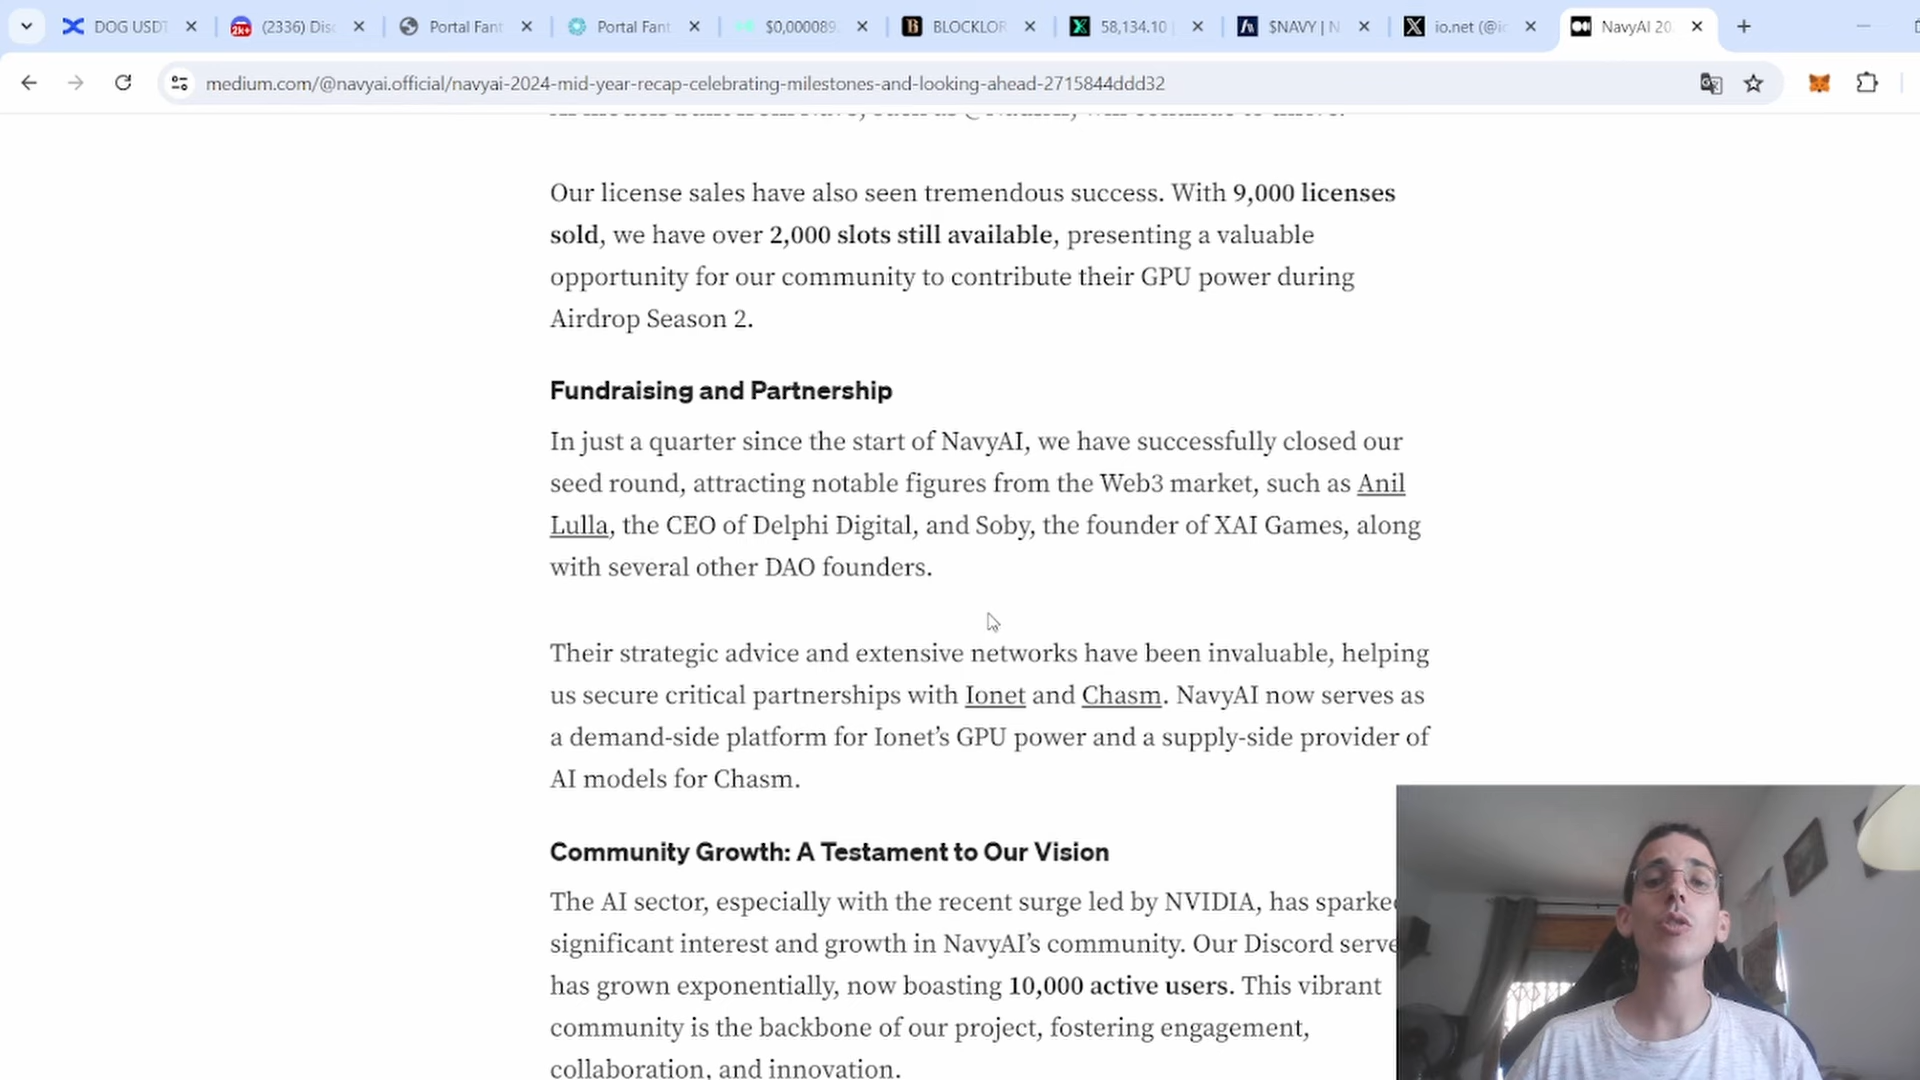 DOG USDT
2K+
(2336) Disc
Portal Fant
Portal Fant
$0,000089
BLOCKLOR
58,134.10
$NAVY | N
io.net (@io
NavyAI 20
medium.com/@navyai.official/navyai-2024-mid-year-recap-celebrating-milestones-and-looking-ahead-2715844ddd32
Our license sales have also seen tremendous success. With 9,000 licenses
sold, we have over 2,000 slots still available, presenting a valuable
opportunity for our community to contribute their GPU power during
Airdrop Season 2.
Fundraising and Partnership
In just a quarter since the start of NavyAI, we have successfully closed our
seed round, attracting notable figures from the Web3 market, such as Anil
Lulla, the CEO of Delphi Digital, and Soby, the founder of XAI Games, along
with several other DAO founders.
Their strategic advice and extensive networks have been invaluable, helping
us secure critical partnerships with Ionet and Chasm. NavyAI now serves as
a demand-side platform for Ionet’s GPU power and a supply-side provider of
AI models for Chasm.
Community Growth: A Testament to Our Vision
The AI sector, especially with the recent surge led by NVIDIA, has sparked
significant interest and growth in NavyAI’s community. Our Discord serve
has grown exponentially, now boasting 10,000 active users. This vibrant
community is the backbone of our project, fostering engagement,
collaboration, and innovation.